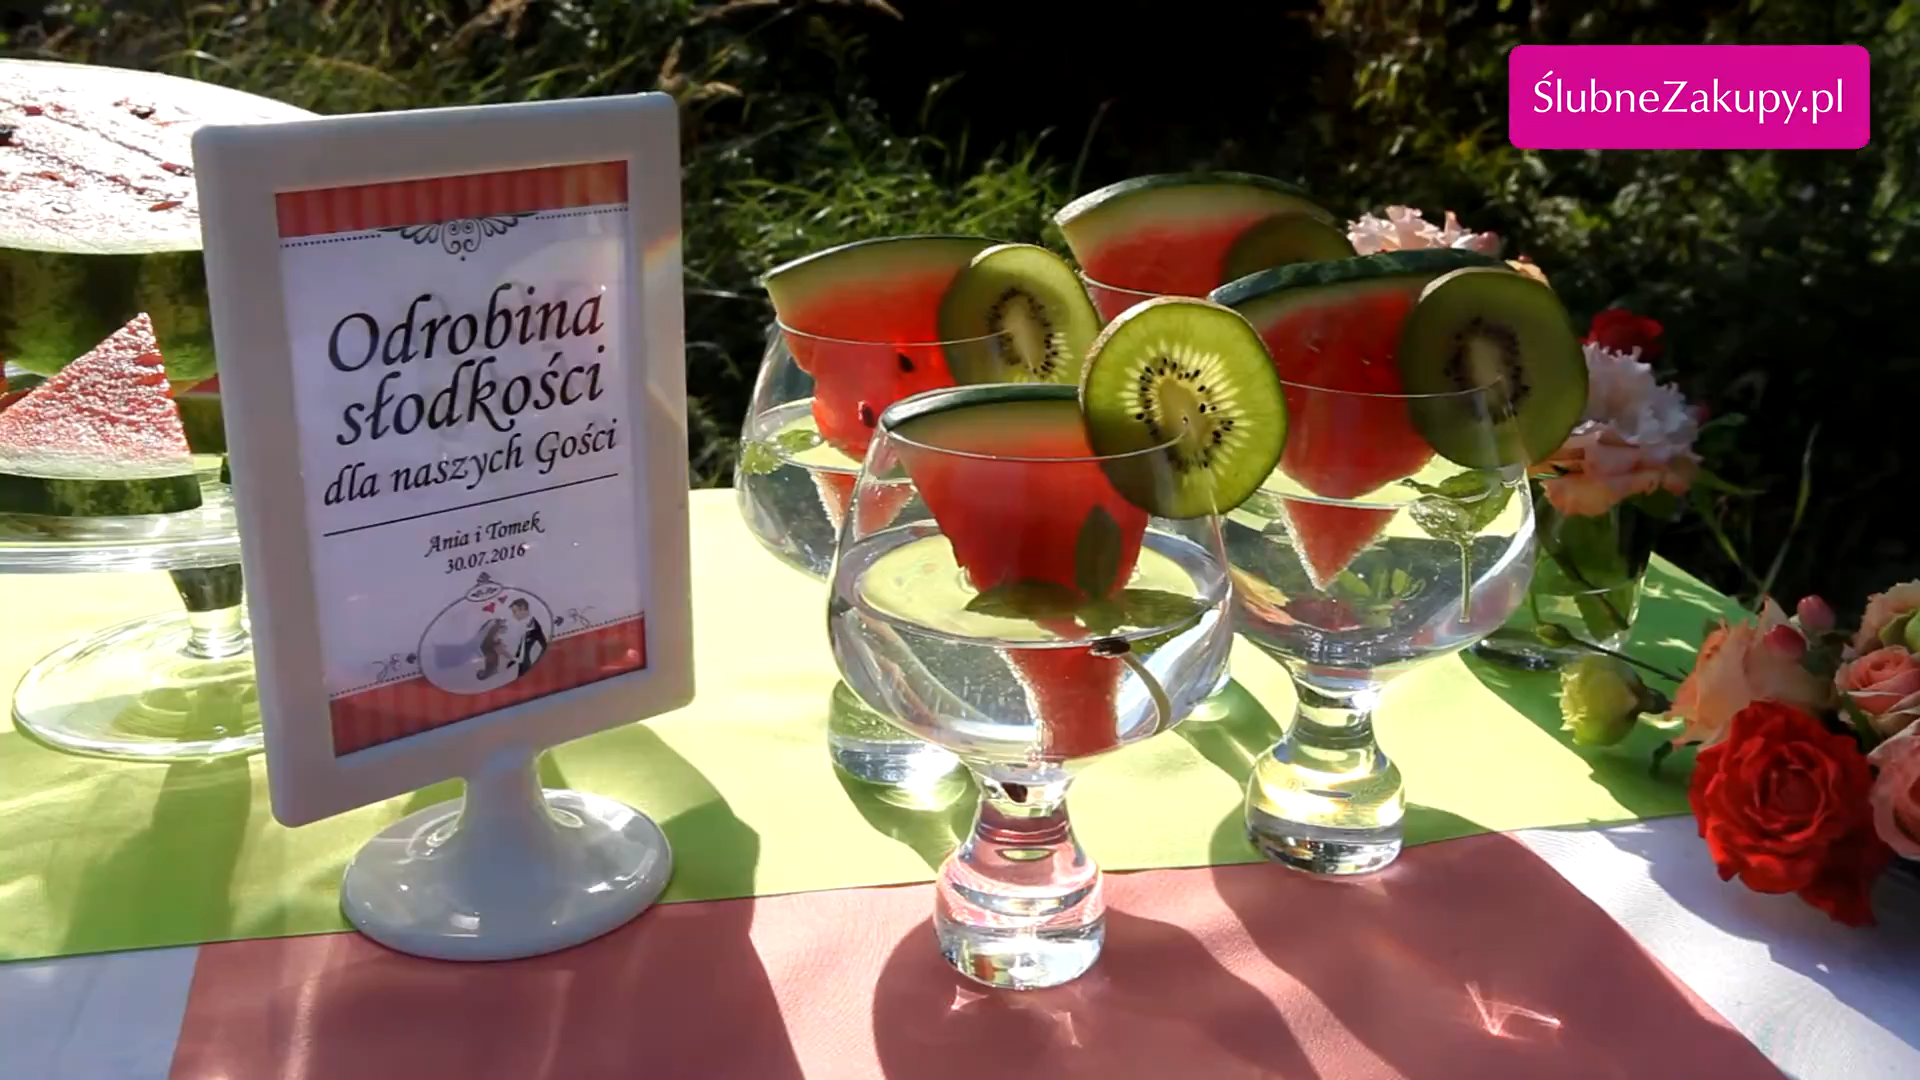 ŚlubneZakupy.pl
Odrobina
słodkości
dla naszych Gości
Ania i Tomek
30.07.2016